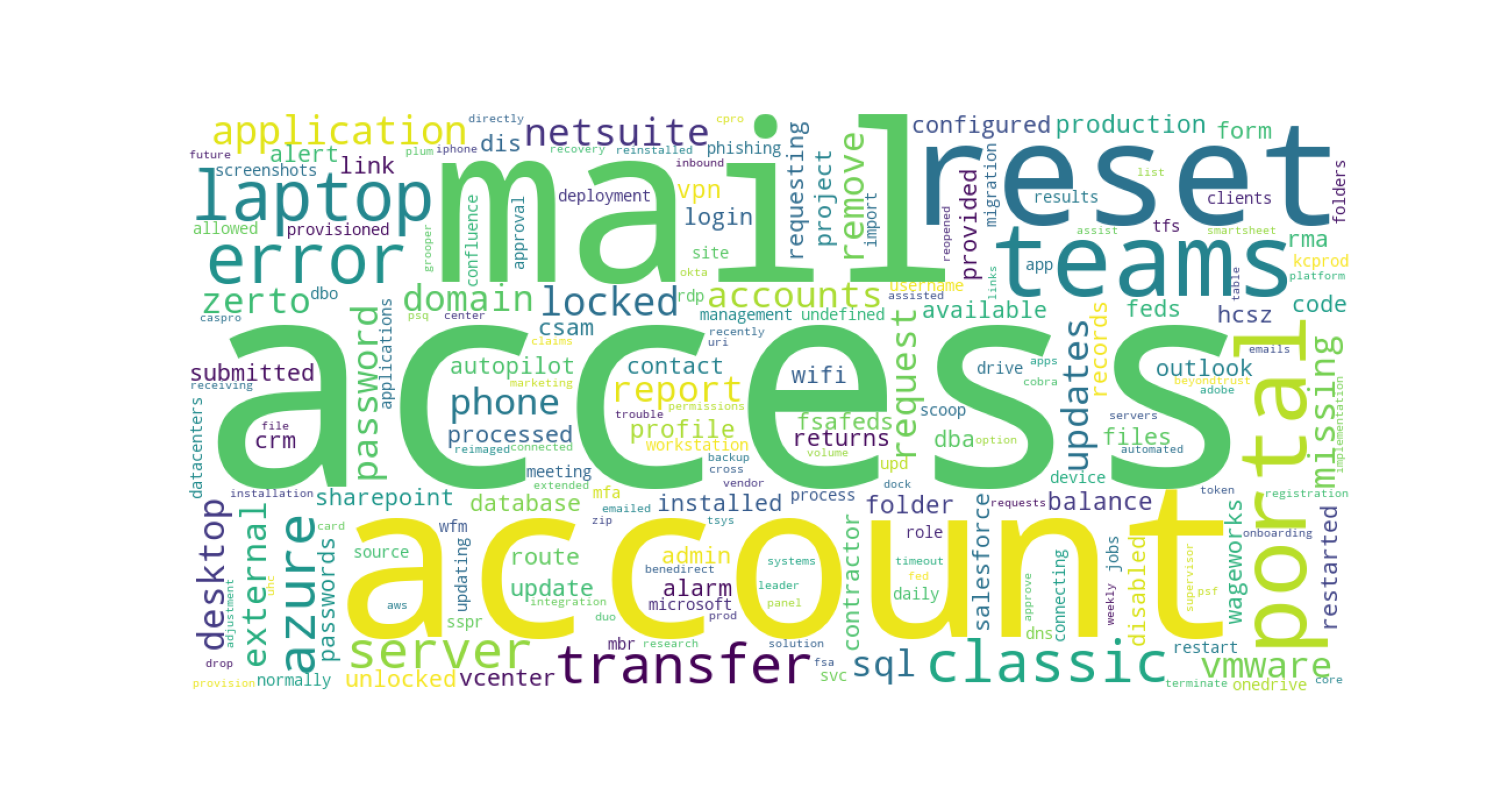 directly
cpro
application
netsuite
mail
reset
configured
production
form
dis
requesting
remove
future
alert
link
plum
iphone
recovery
reinstalled
phishing
inbound
project
migration
list
folders
screenshots
laptop
deployment
vpn
login
import
provided
results
clients
allowed
provisioned
grooper
confluence
approval
site
reopened
teams
assist
tfs
smartsheet
rma
error
okta
app
links
table
kcprod
platform
zerto
dbo
domain
locked
rdp
accounts
username
assisted
available
records
feds
hcsz
code
caspro
password
applications
psq
center
csam
management
undefined
request
updates
portal
missing
access
recently
uri
claims
emails
submitted
receiving
autopilot
marketing
contact
report
wifi
drive
apps
cobra
outlook
beyondtrust
adobe
phone
trouble
permissions
fsafeds
scoop
servers
implementation
file
crm
processed
profile
returns
dba
option
files
datacenters
reimaged
connected
workstation
volume
automated
backup
cross
upd
meeting
extended
vendor
dock
device
installation
sharepoint
database
mfa
installed
process
folder
requests
balance
token
registration
desktop
external
azure
card
wfm
emailed
zip
tsys
role
salesforce
wageworks
restarted
account
passwords
source
updating
route
admin
systems
contractor
timeout
connecting
jobs
disabled
onboarding
adjustment
uhc
aws
update
integration
benedirect
alarm
leader
fed
daily
approve
weekly
supervisor
psf
microsoft
panel
sspr
duo
prod
dns
server
mbr
research
solution
restart
drop
transfer
fsa
svc
sql
classic
vmware
provision
normally
unlocked
vcenter
terminate
onedrive
core